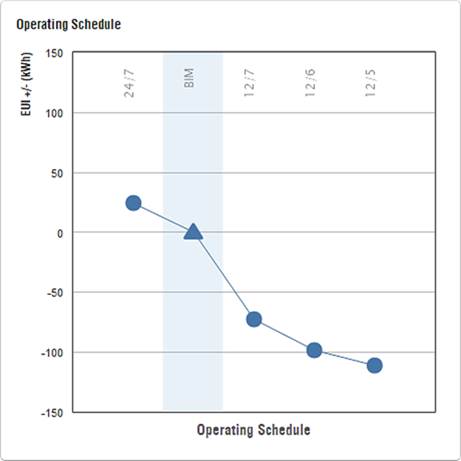 Operating Schedule
EUI +/- (kWh)
150
100
50
0
-50
-100
-150
24/7
BIM
12/7
12/6
12/5
Operating Schedule